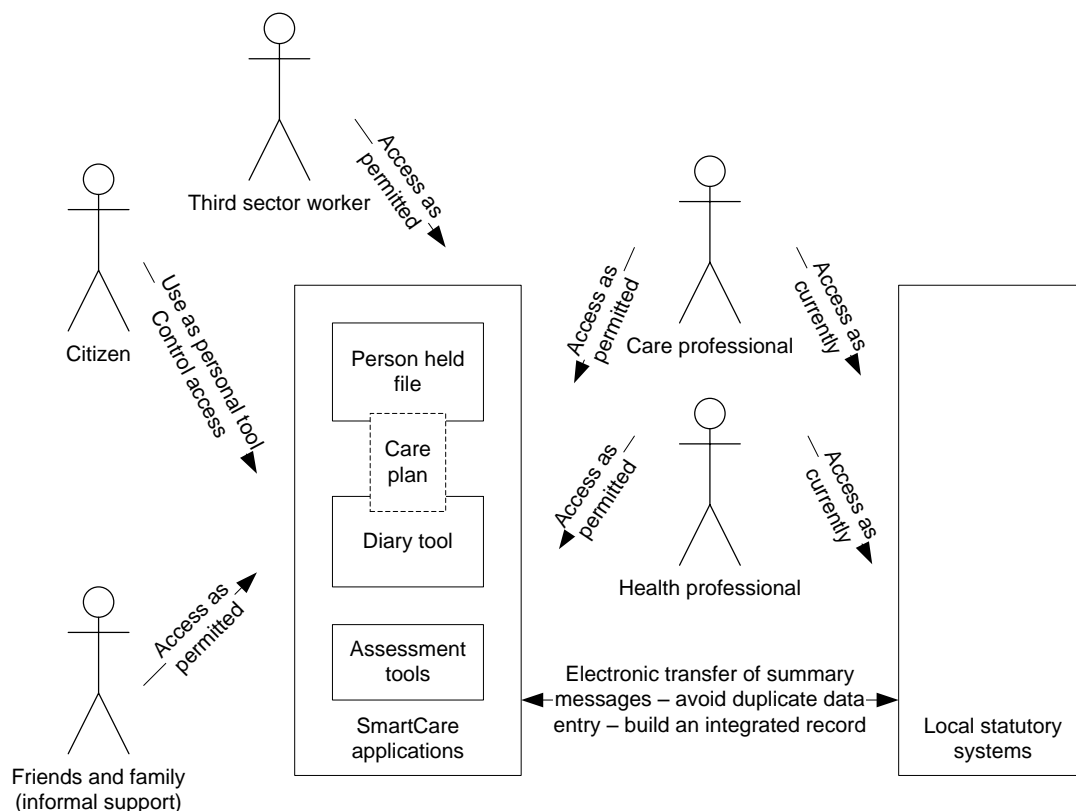 Third sector worker
Access as
permitted
Citizen
Use as personal tool
Control access
Friends and family
(informal support)
Access as
permitted
Person held
file
Care
plan
Diary tool
Assessment
tools
SmartCare
applications
Care professional
Access as
permitted
Access as
currently
Health professional
Access as
permitted
Access as
currently
Electronic transfer of summary
messages – avoid duplicate data
entry – build an integrated record
Local statutory
systems